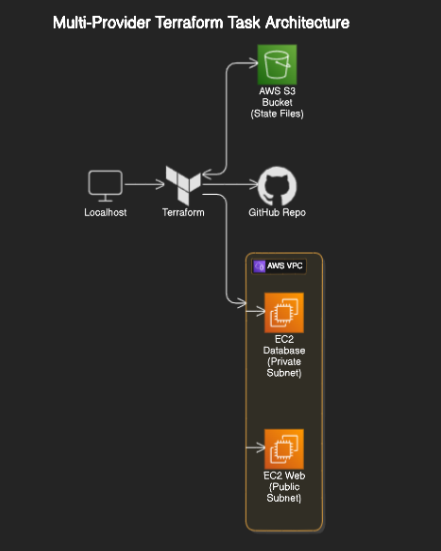 Multi-Provider Terraform Task Architecture
AWS S3
Bucket
(State Files)
Localhost
Terraform
GitHub Repo
AWS VPC
EC2
Database
(Private
Subnet)
EC2 Web
(Public
Subnet)